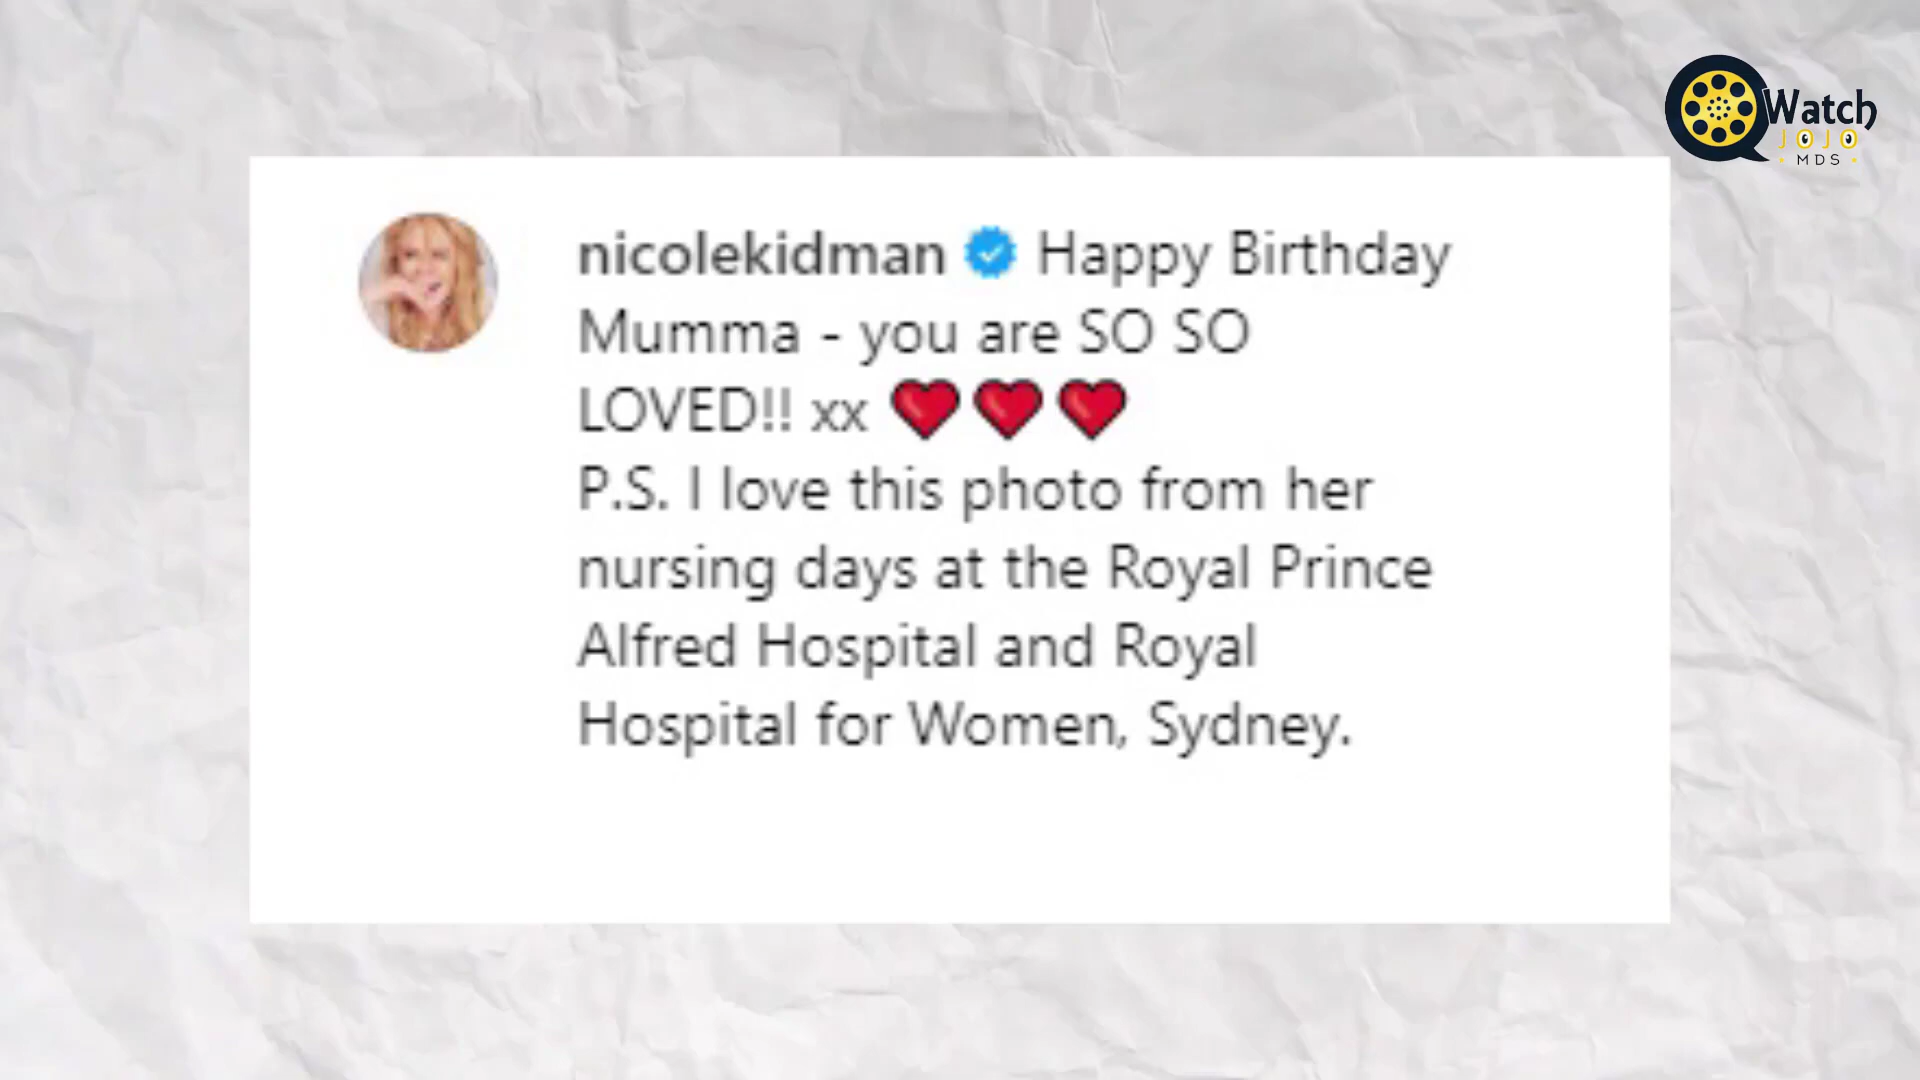 Watch
JOJO
MDS
nicolekidman Happy Birthday
Mumma - you are SO SO
LOVED!! xx ❤❤❤
P.S. I love this photo from her
nursing days at the Royal Prince
Alfred Hospital and Royal
Hospital for Women, Sydney.